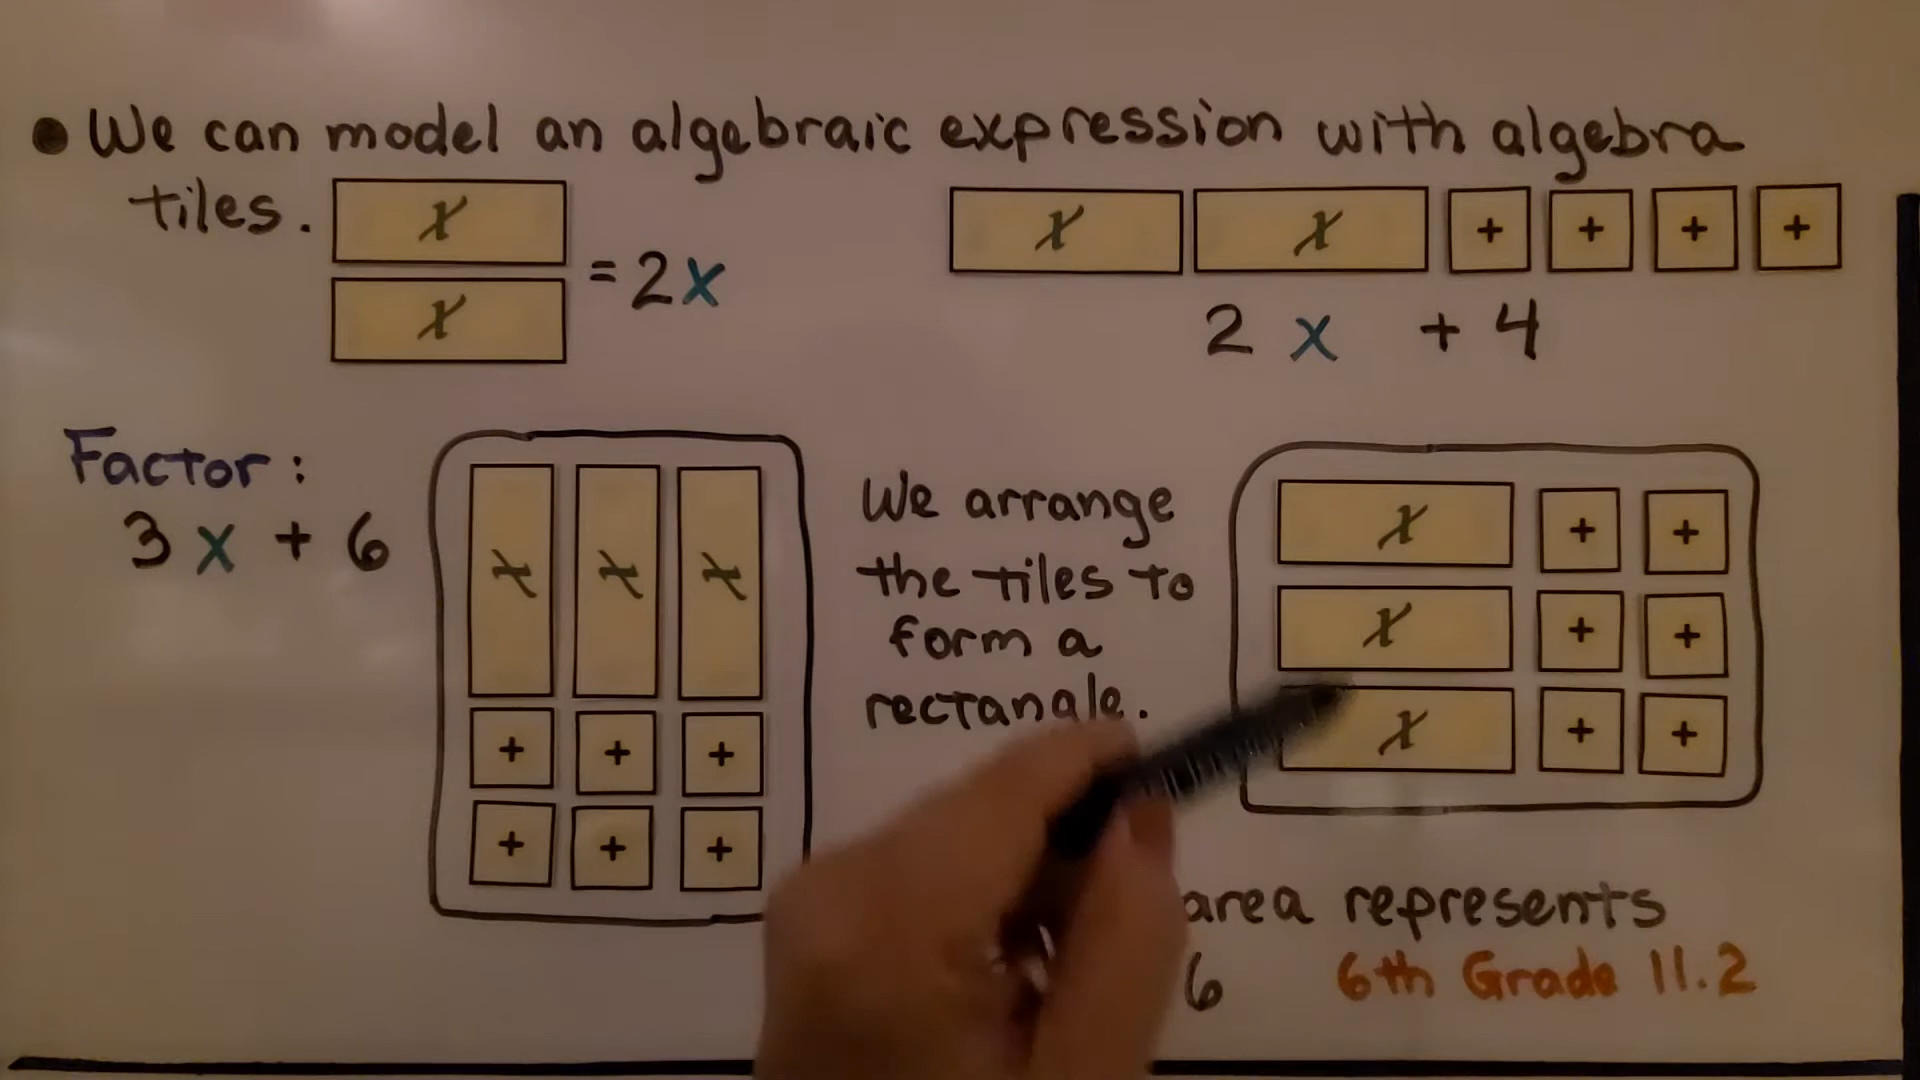 • We can model an algebraic expression with algebra
tiles.
x
x
= 2x
x x + + + +
2 x + 4
Factor:
3x + 6
x x x
+ + +
+ + +
We arrange
the tiles to
form a
rectangle.
x + +
x + +
x + +
area represents
6
6th Grade 11.2